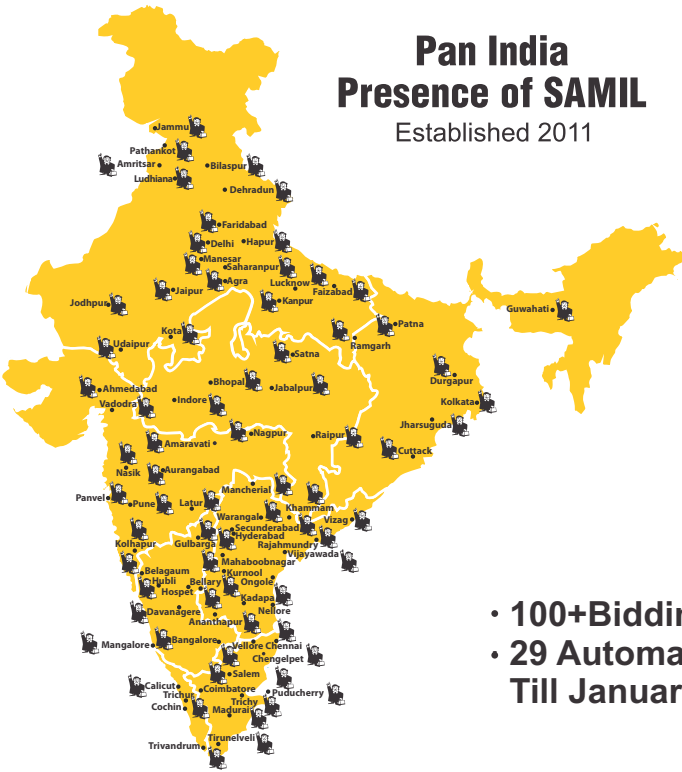 Pan India
Presence of SAMIL
Established 2011
Jammu
Pathankot
Amritsar
Bilaspur
Ludhiana
Dehradun
Faridabad
Delhi
Hapur
Manesar
Saharanpur
Agra
Lucknow
Faizabad
Jaipur
Kanpur
Jodhpur
Guwahati
Patna
Kota
Ramgarh
Udaipur
Satna
Durgapur
Bhopal
Jabalpur
Ahmedabad
Indore
Kolkata
Vadodra
Jharsuguda
Nagpur
Raipur
Amaravati
Cuttack
Nasik
Aurangabad
Mancherial
Panvel
Pune
Latur
Khammam
Warangal
Vizag
Secunderabad
Hyderabad
Kolhapur
Gulbarga
Rajahmundry
Vijayawada
Mahaboobnagar
Belagaum
Kurnool
Hubli
Bellary
Ongole
Hospet
Kadapa
Davanagere
Nellore
Ananthapur
Mangalore
Bangalore
Vellore Chennai
Chengelpet
Salem
Calicut
Coimbatore
Puducherry
Trichur
Trichy
Cochin
Madurai
Tirunelveli
Trivandrum
· 100+Biddi
· 29 Automa
Till Januar